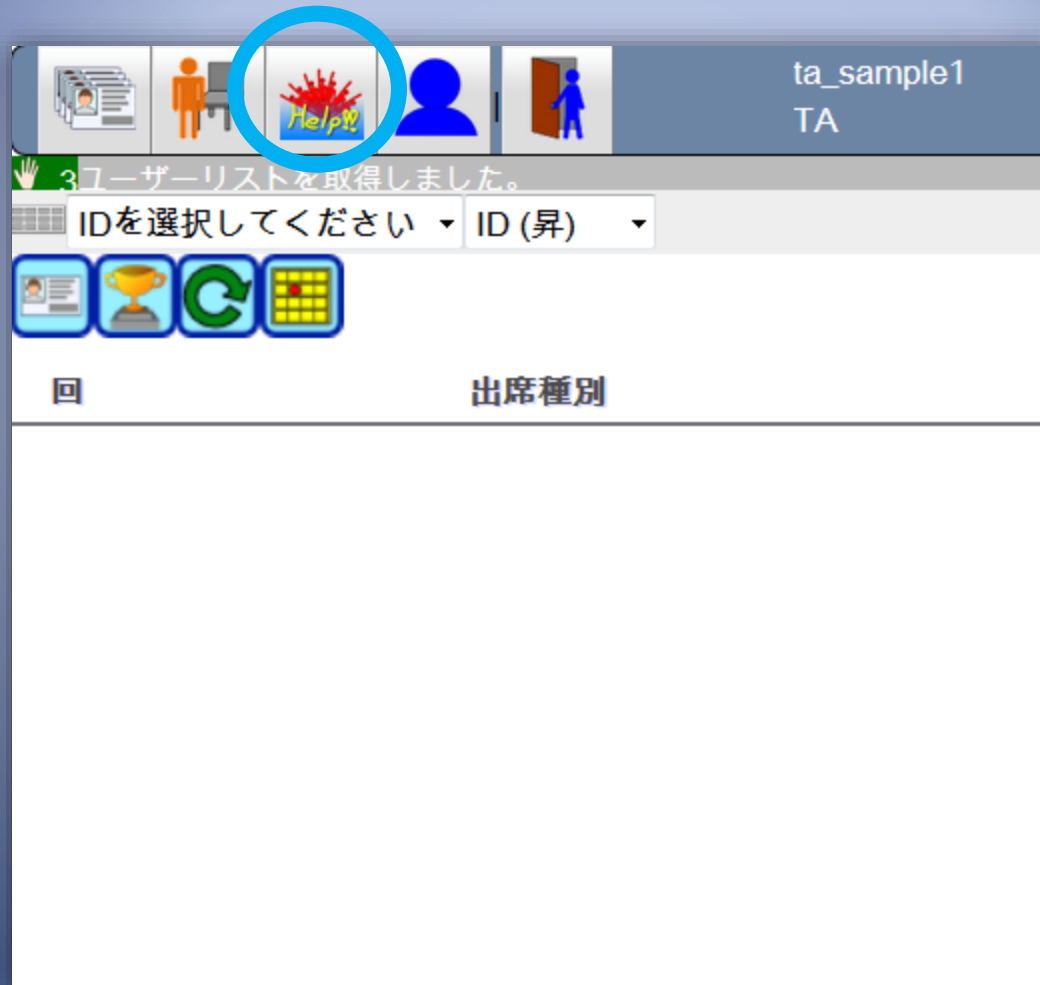 Help!!
ta_sample1
TA
3ユーザーリストを取得しました。
IDを選択してください ID (昇)
回 出席種別